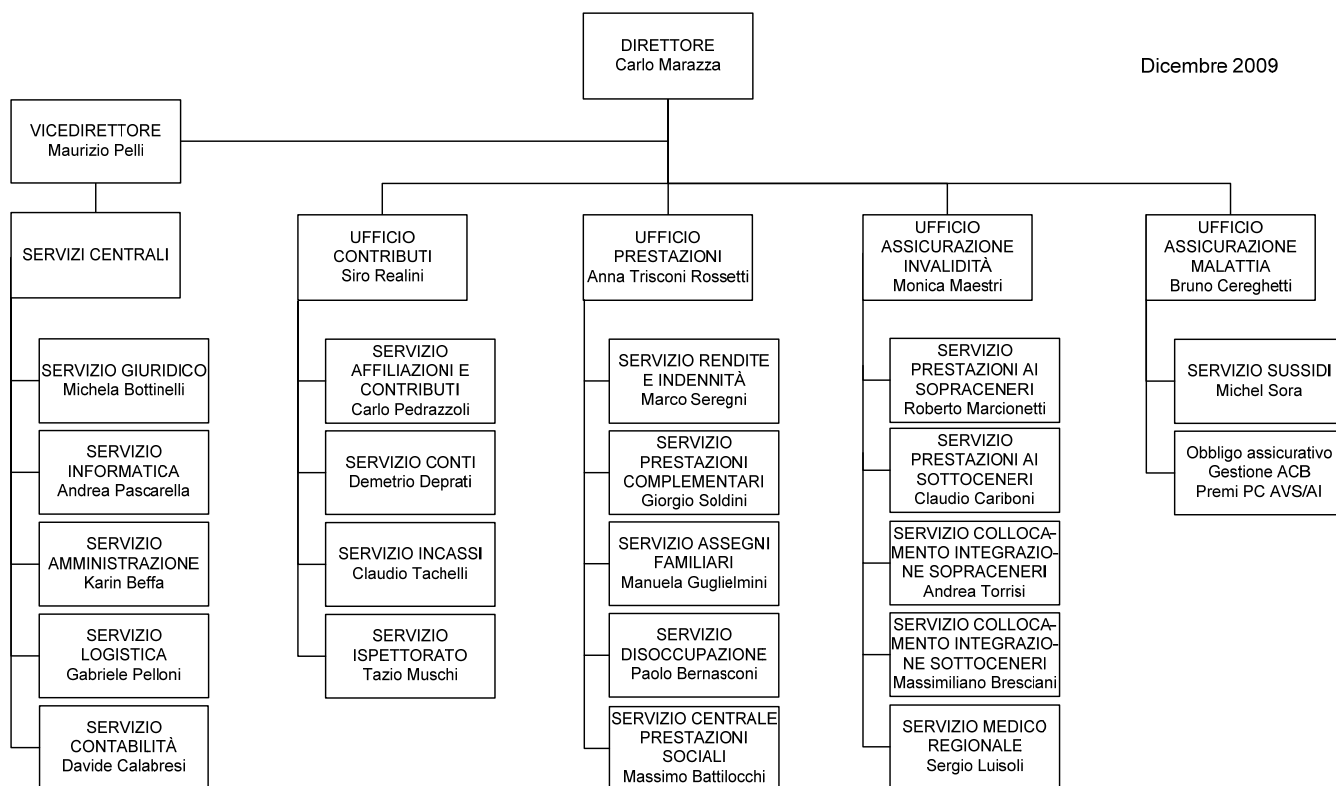 DIRETTORE
Carlo Marazza
Dicembre 2009
VICEDIRETTORE
Maurizio Pelli
SERVIZI CENTRALI
SERVIZIO GIURIDICO
Michela Bottinelli
SERVIZIO
INFORMATICA
Andrea Pascarella
SERVIZIO
AMMINISTRAZIONE
Karin Beffa
SERVIZIO
LOGISTICA
Gabriele Pelloni
SERVIZIO
CONTABILITÀ
Davide Calabresi
UFFICIO
CONTRIBUTI
Siro Realini
SERVIZIO
AFFILIAZIONI E
CONTRIBUTI
Carlo Pedrazzoli
SERVIZIO CONTI
Demetrio Deprati
SERVIZIO INCASSI
Claudio Tachelli
SERVIZIO
ISPETTORATO
Tazio Muschi
UFFICIO
PRESTAZIONI
Anna Trisconi Rossetti
SERVIZIO RENDITE
E INDENNITÀ
Marco Seregni
SERVIZIO
PRESTAZIONI
COMPLEMENTARI
Giorgio Soldini
SERVIZIO ASSEGNI
FAMILIARI
Manuela Guglielmini
SERVIZIO
DISOCCUPAZIONE
Paolo Bernasconi
SERVIZIO CENTRALE
PRESTAZIONI
SOCIALI
Massimo Battilocchi
UFFICIO
ASSICURAZIONE
INVALIDITÀ
Monica Maestri
SERVIZIO
PRESTAZIONI AI
SOPRACENERI
Roberto Marcionetti
SERVIZIO
PRESTAZIONI AI
SOTTOCENERI
Claudio Cariboni
SERVIZIO COLLOCA-
MENTO INTEGRAZIO-
NE SOPRACENERI
Andrea Torrisi
SERVIZIO COLLOCA-
MENTO INTEGRAZIO-
NE SOTTOCENERI
Massimiliano Bresciani
SERVIZIO MEDICO
REGIONALE
Sergio Luisoli
UFFICIO
ASSICURAZIONE
MALATTIA
Bruno Cereghetti
SERVIZIO SUSSIDI
Michel Sora
Obbligo assicurativo
Gestione ACB
Premi PC AVS/AI